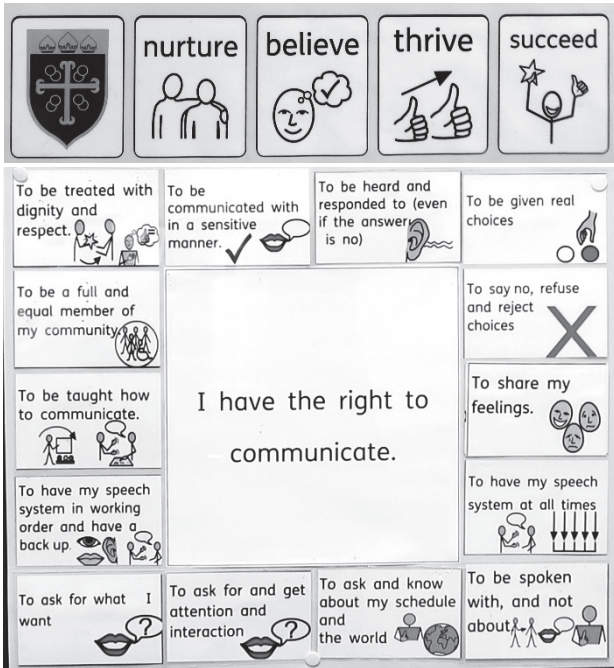 nurture
believe
thrive
succeed
To be treated with
dignity and
respect.
To be
communicated with
in a sensitive
manner.
To be heard and
responded to (even
if the answer
is no)
To be given real
choices
To be a full and
equal member of
my community.
To say no, refuse
and reject
choices
I have the right to
communicate.
To be taught how
to communicate.
To share my
feelings.
To have my speech
system in working
order and have a
back up.
To have my speech
system at all times
To ask for what I
want
?
To ask for and get
attention and
interaction
?
To ask and know
about my schedule
and
the world
To be spoken
with, and not
about